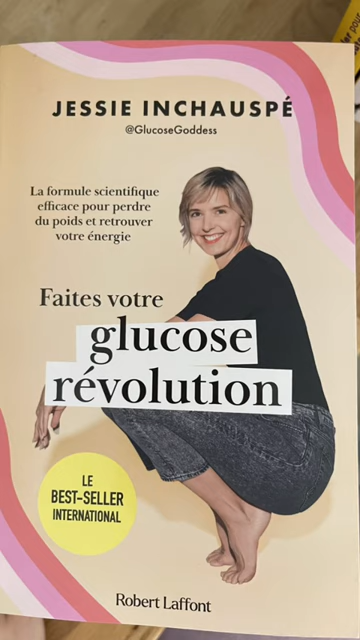 JESSIE INCHAUSPÉ
@GlucoseGoddess
La formule scientifique
efficace pour perdre
du poids et retrouver
votre énergie
Faites votre
glucose
révolution
LE
BEST-SELLER
INTERNATIONAL
Robert Laffont